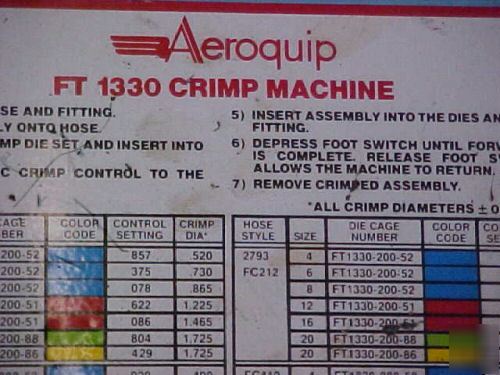 Aeroquip
FT 1330 CRIMP MACHINE
SE AND FITTING.
LY ONTO HOSE.
MP DIE SET AND INSERT INTO
C CRIMP CONTROL TO THE
5) INSERT ASSEMBLY INTO THE DIES AN
FITTING.
6) DEPRESS FOOT SWITCH UNTIL FORW
IS COMPLETE. RELEASE FOOT S
ALLOWS THE MACHINE TO RETURN.
7) REMOVE CRIMPED ASSEMBLY.
*ALL CRIMP DIAMETERS ±
CAGE BER COLOR CODE CONTROL SETTING CRIMP DIA*
200-52 857 .520
200-52 375 .730
200-52 078 .865
200-51 622 1.225
200-51 086 1.465
200-88 804 1.725
200-86 429 1.725
HOSE STYLE SIZE DIE CAGE NUMBER COLOR CODE CO SE
2793 4 FT1330-200-52
FC212 6 FT1330-200-52
8 FT1330-200-52
12 FT1330-200-51
16 FT1330-200-51
20 FT1330-200-88
20 FT1330-200-86